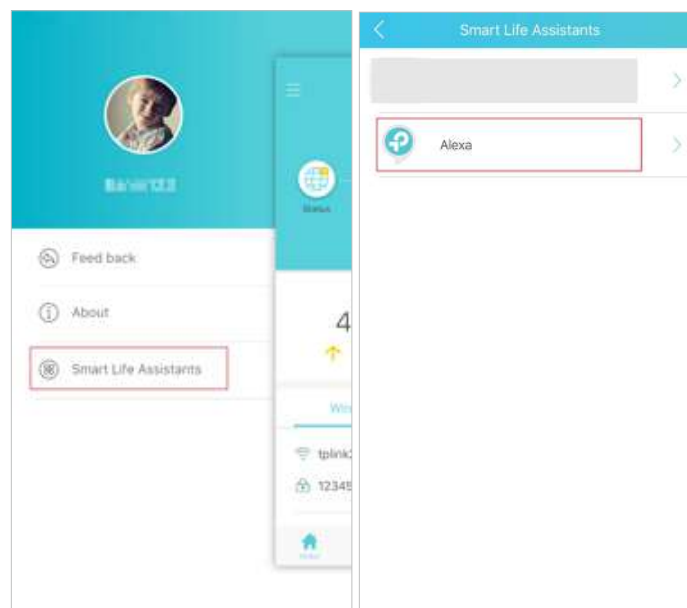 Status
Feed back
About
Smart Life Assistants
4
tplink
12345
Smart Life Assistants
Alexa